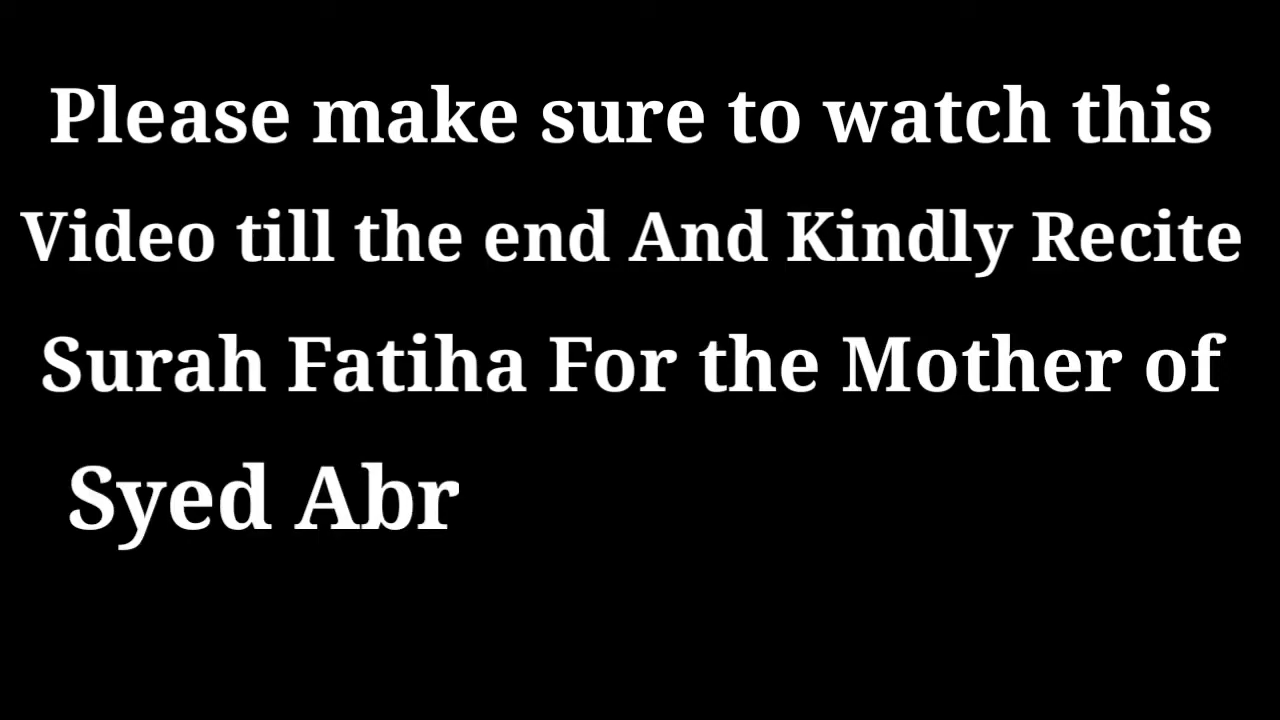 Please make sure to watch this
Video till the end And Kindly Recite
Surah Fatiha For the Mother of
Syed Abr